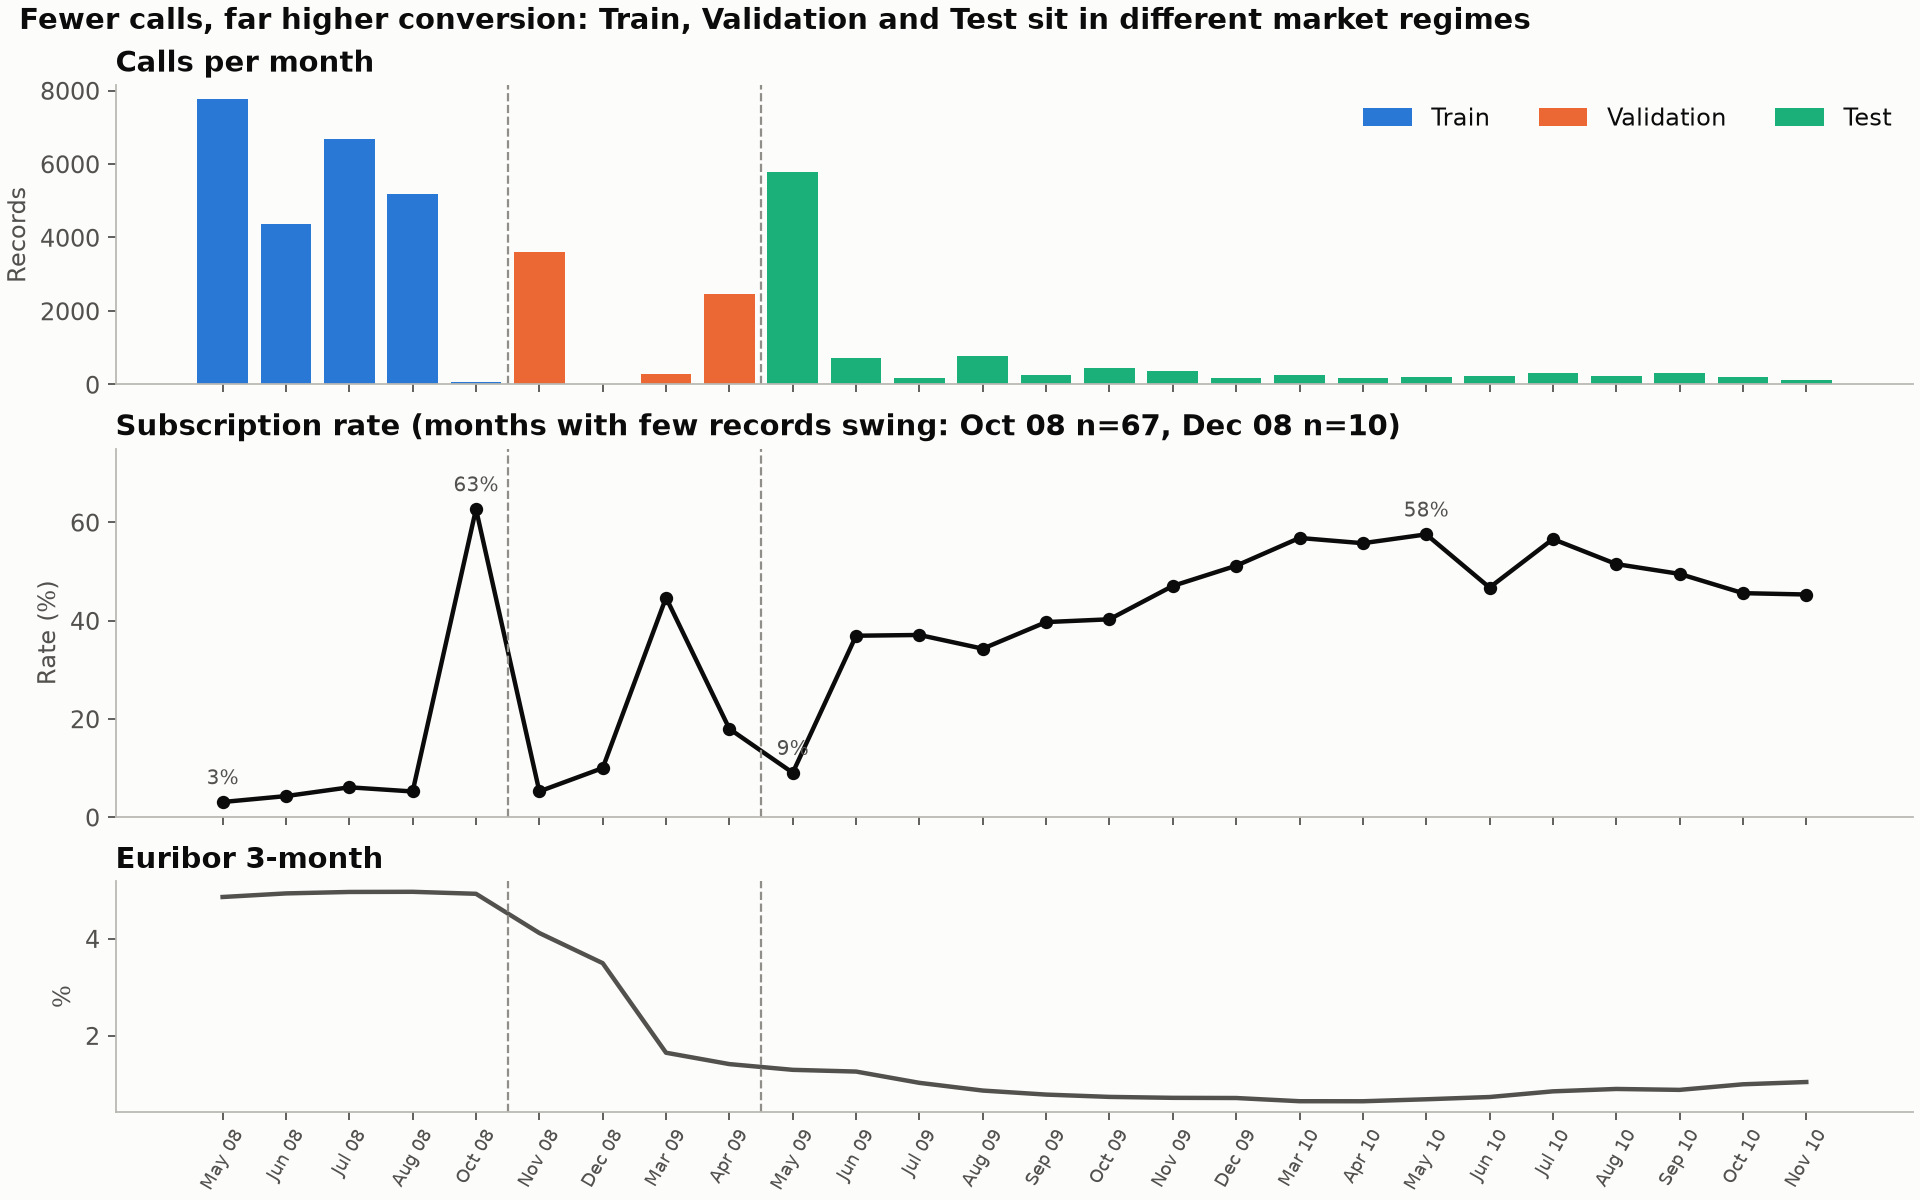 Fewer calls, far higher conversion: Train, Validation and Test sit in different market regimes
Calls per month
Records
8000
6000
4000
2000
0
Train
Validation
Test
Subscription rate (months with few records swing: Oct 08 n=67, Dec 08 n=10)
Rate (%)
60
40
20
0
3%
63%
9%
58%
Euribor 3-month
%
4
2
May 08
Jun 08
Jul 08
Aug 08
Oct 08
Nov 08
Dec 08
Mar 09
Apr 09
May 09
Jun 09
Jul 09
Aug 09
Sep 09
Oct 09
Nov 09
Dec 09
Mar 10
Apr 10
May 10
Jun 10
Jul 10
Aug 10
Sep 10
Oct 10
Nov 10